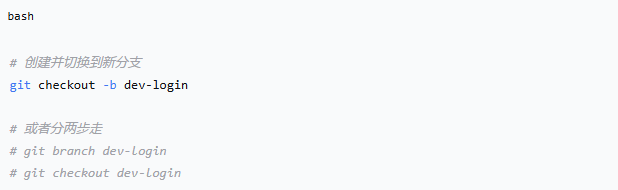 bash
# 创建并切换到新分支
git checkout -b dev-login
# 或者分两步走
# git branch dev-login
# git checkout dev-login